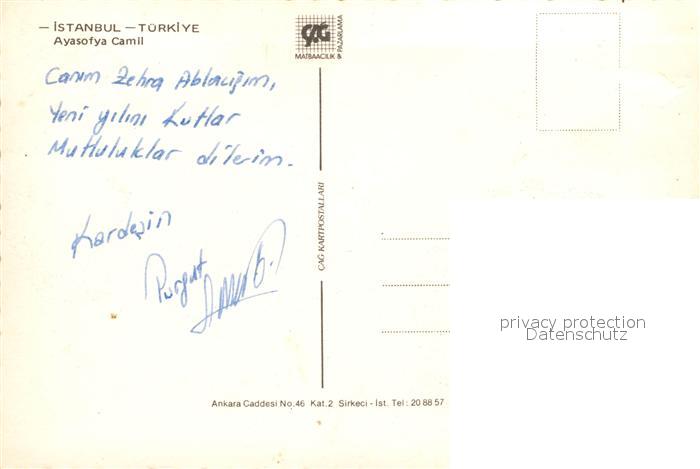 – İSTANBUL – TÜRKİYE
Ayasofya Camii
ÇAĞ
MATBAACILIK &
PAZARLAMA
Canım Zehra Ablacığım,
Yeni yılını Kutlar
Mutluluklar dilerim.
Kardeşin
Turgut
ÇAĞ KARTPOSTALLARI
privacy protection
Datenschutz
Ankara Caddesi No.46 Kat.2 Sirkeci - İst. Tel: 20 88 57